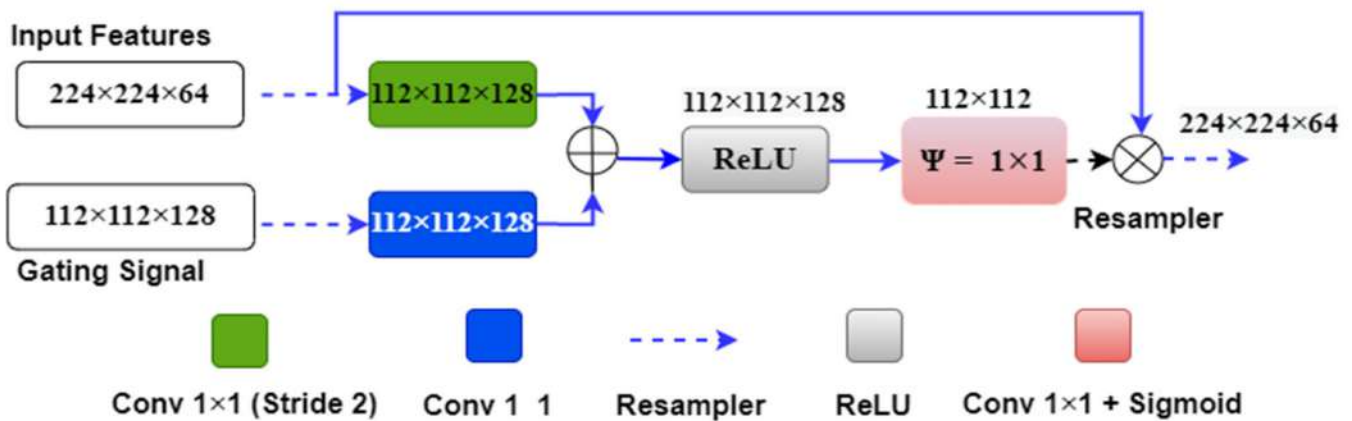 Input Features
224×224×64
112×112×128
112×112×128
Gating Signal
112×112×128
112×112×128
ReLU
112×112
Ψ = 1×1
Resampler
224×224×64
Conv 1×1 (Stride 2)
Conv 1 1
Resampler
ReLU
Conv 1×1 + Sigmoid